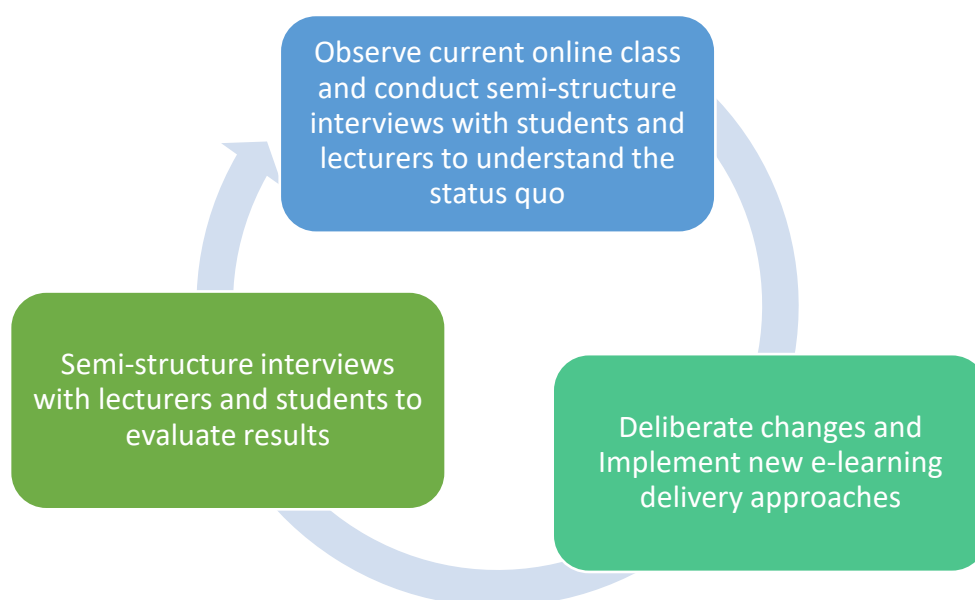 Observe current online class
and conduct semi-structure
interviews with students and
lecturers to understand the
status quo
Semi-structure interviews
with lecturers and students to
evaluate results
Deliberate changes and
Implement new e-learning
delivery approaches